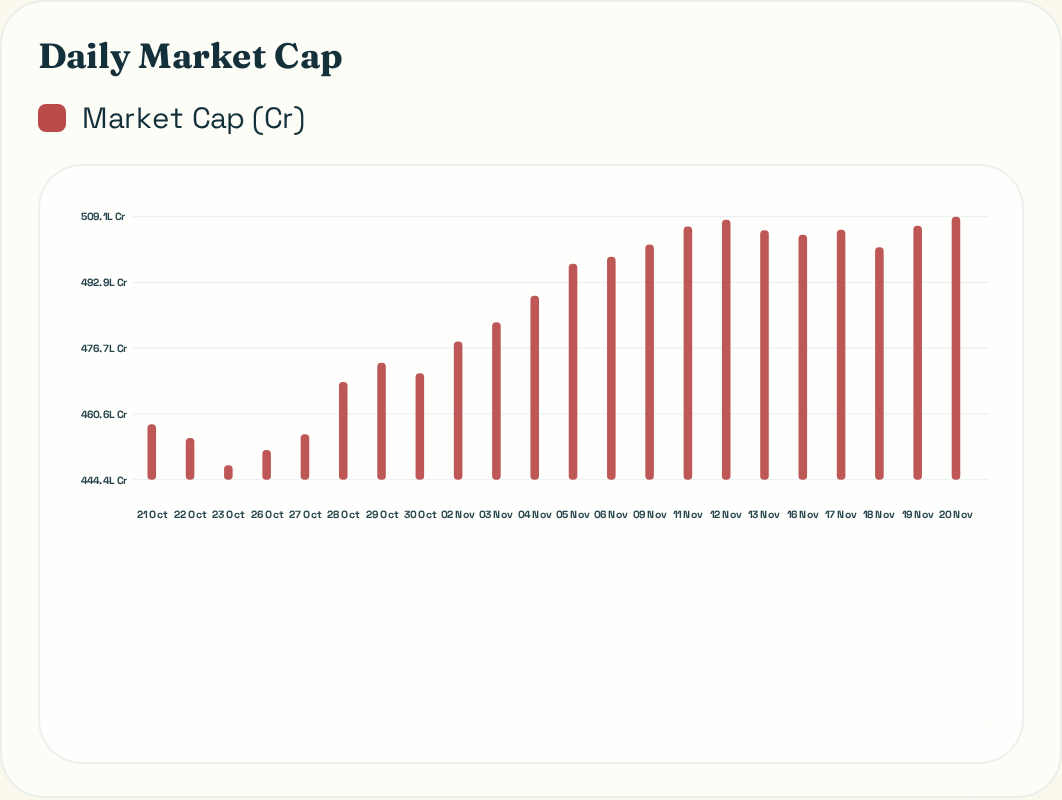 Daily Market Cap
Market Cap (Cr)
509.1L Cr
492.9L Cr
476.7L Cr
460.6L Cr
444.4L Cr
21 Oct 22 Oct 23 Oct 26 Oct 27 Oct 28 Oct 29 Oct 30 Oct 02 Nov 03 Nov 04 Nov 05 Nov 06 Nov 09 Nov 11 Nov 12 Nov 13 Nov 16 Nov 17 Nov 18 Nov 19 Nov 20 Nov